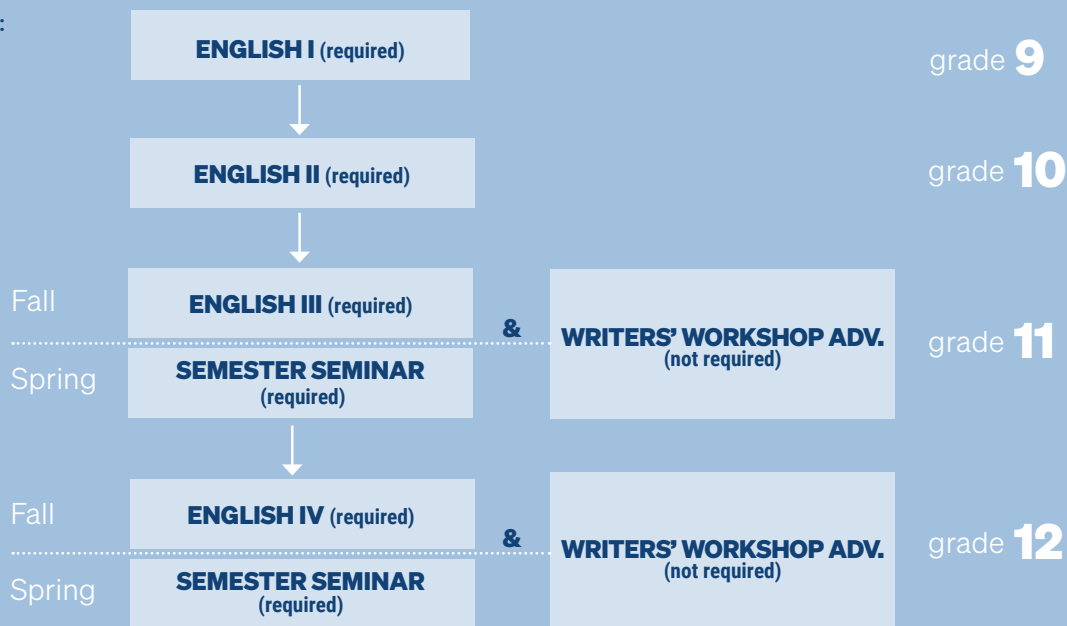 :
ENGLISH I (required)
grade 9
ENGLISH II (required)
grade 10
Fall
ENGLISH III (required)
&
WRITERS’ WORKSHOP ADV.
(not required)
grade 11
Spring
SEMESTER SEMINAR
(required)
Fall
ENGLISH IV (required)
&
WRITERS’ WORKSHOP ADV.
(not required)
grade 12
Spring
SEMESTER SEMINAR
(required)